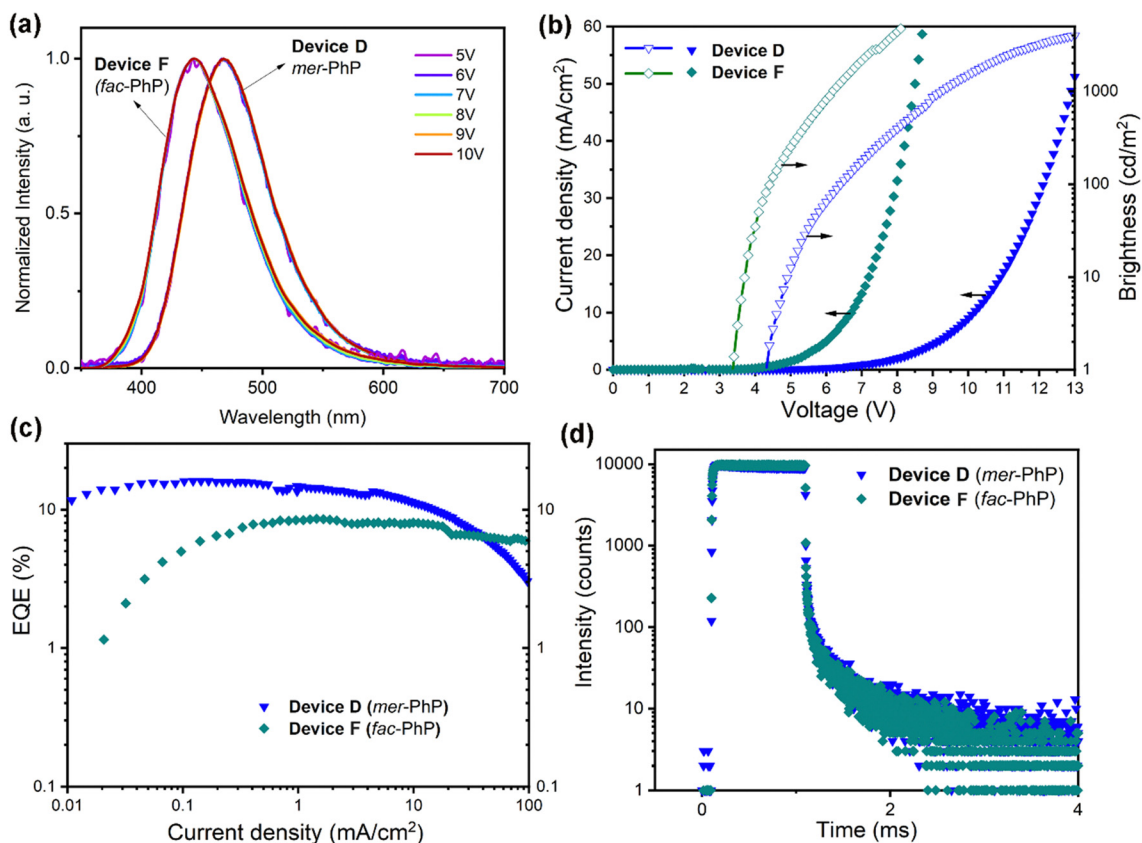 (a)
Normalized Intensity (a. u.)
1.0
0.5
0.0
Device F
(fac-PhP)
Device D
mer-PhP
5V
6V
7V
8V
9V
10V
400
500
600
700
Wavelength (nm)
(b)
Current density (mA/cm²)
60
50
40
30
20
10
0
Device D
Device F
1000
100
10
1
Brightness (cd/m²)
0 1 2 3 4 5 6 7 8 9 10 11 12 13
Voltage (V)
(c)
EQE (%)
10
1
0.1
Device D (mer-PhP)
Device F (fac-PhP)
10
1
0.1
0.01 0.1 1 10 100
Current density (mA/cm²)
(d)
Intensity (counts)
10000
1000
100
10
1
Device D (mer-PhP)
Device F (fac-PhP)
0 2 4
Time (ms)